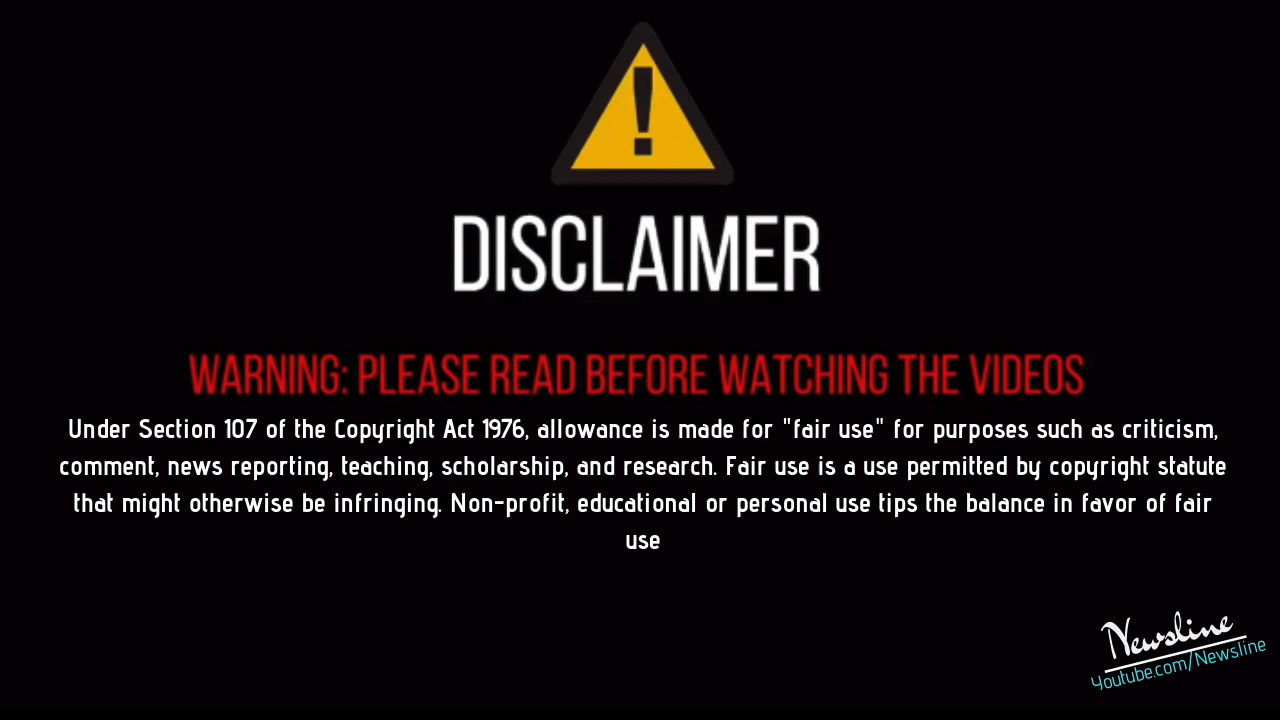 DISCLAIMER
WARNING: PLEASE READ BEFORE WATCHING THE VIDEOS
Under Section 107 of the Copyright Act 1976, allowance is made for "fair use" for purposes such as criticism,
comment, news reporting, teaching, scholarship, and research. Fair use is a use permitted by copyright statute
that might otherwise be infringing. Non-profit, educational or personal use tips the balance in favor of fair
use
Newsline
Youtube.com/Newsline